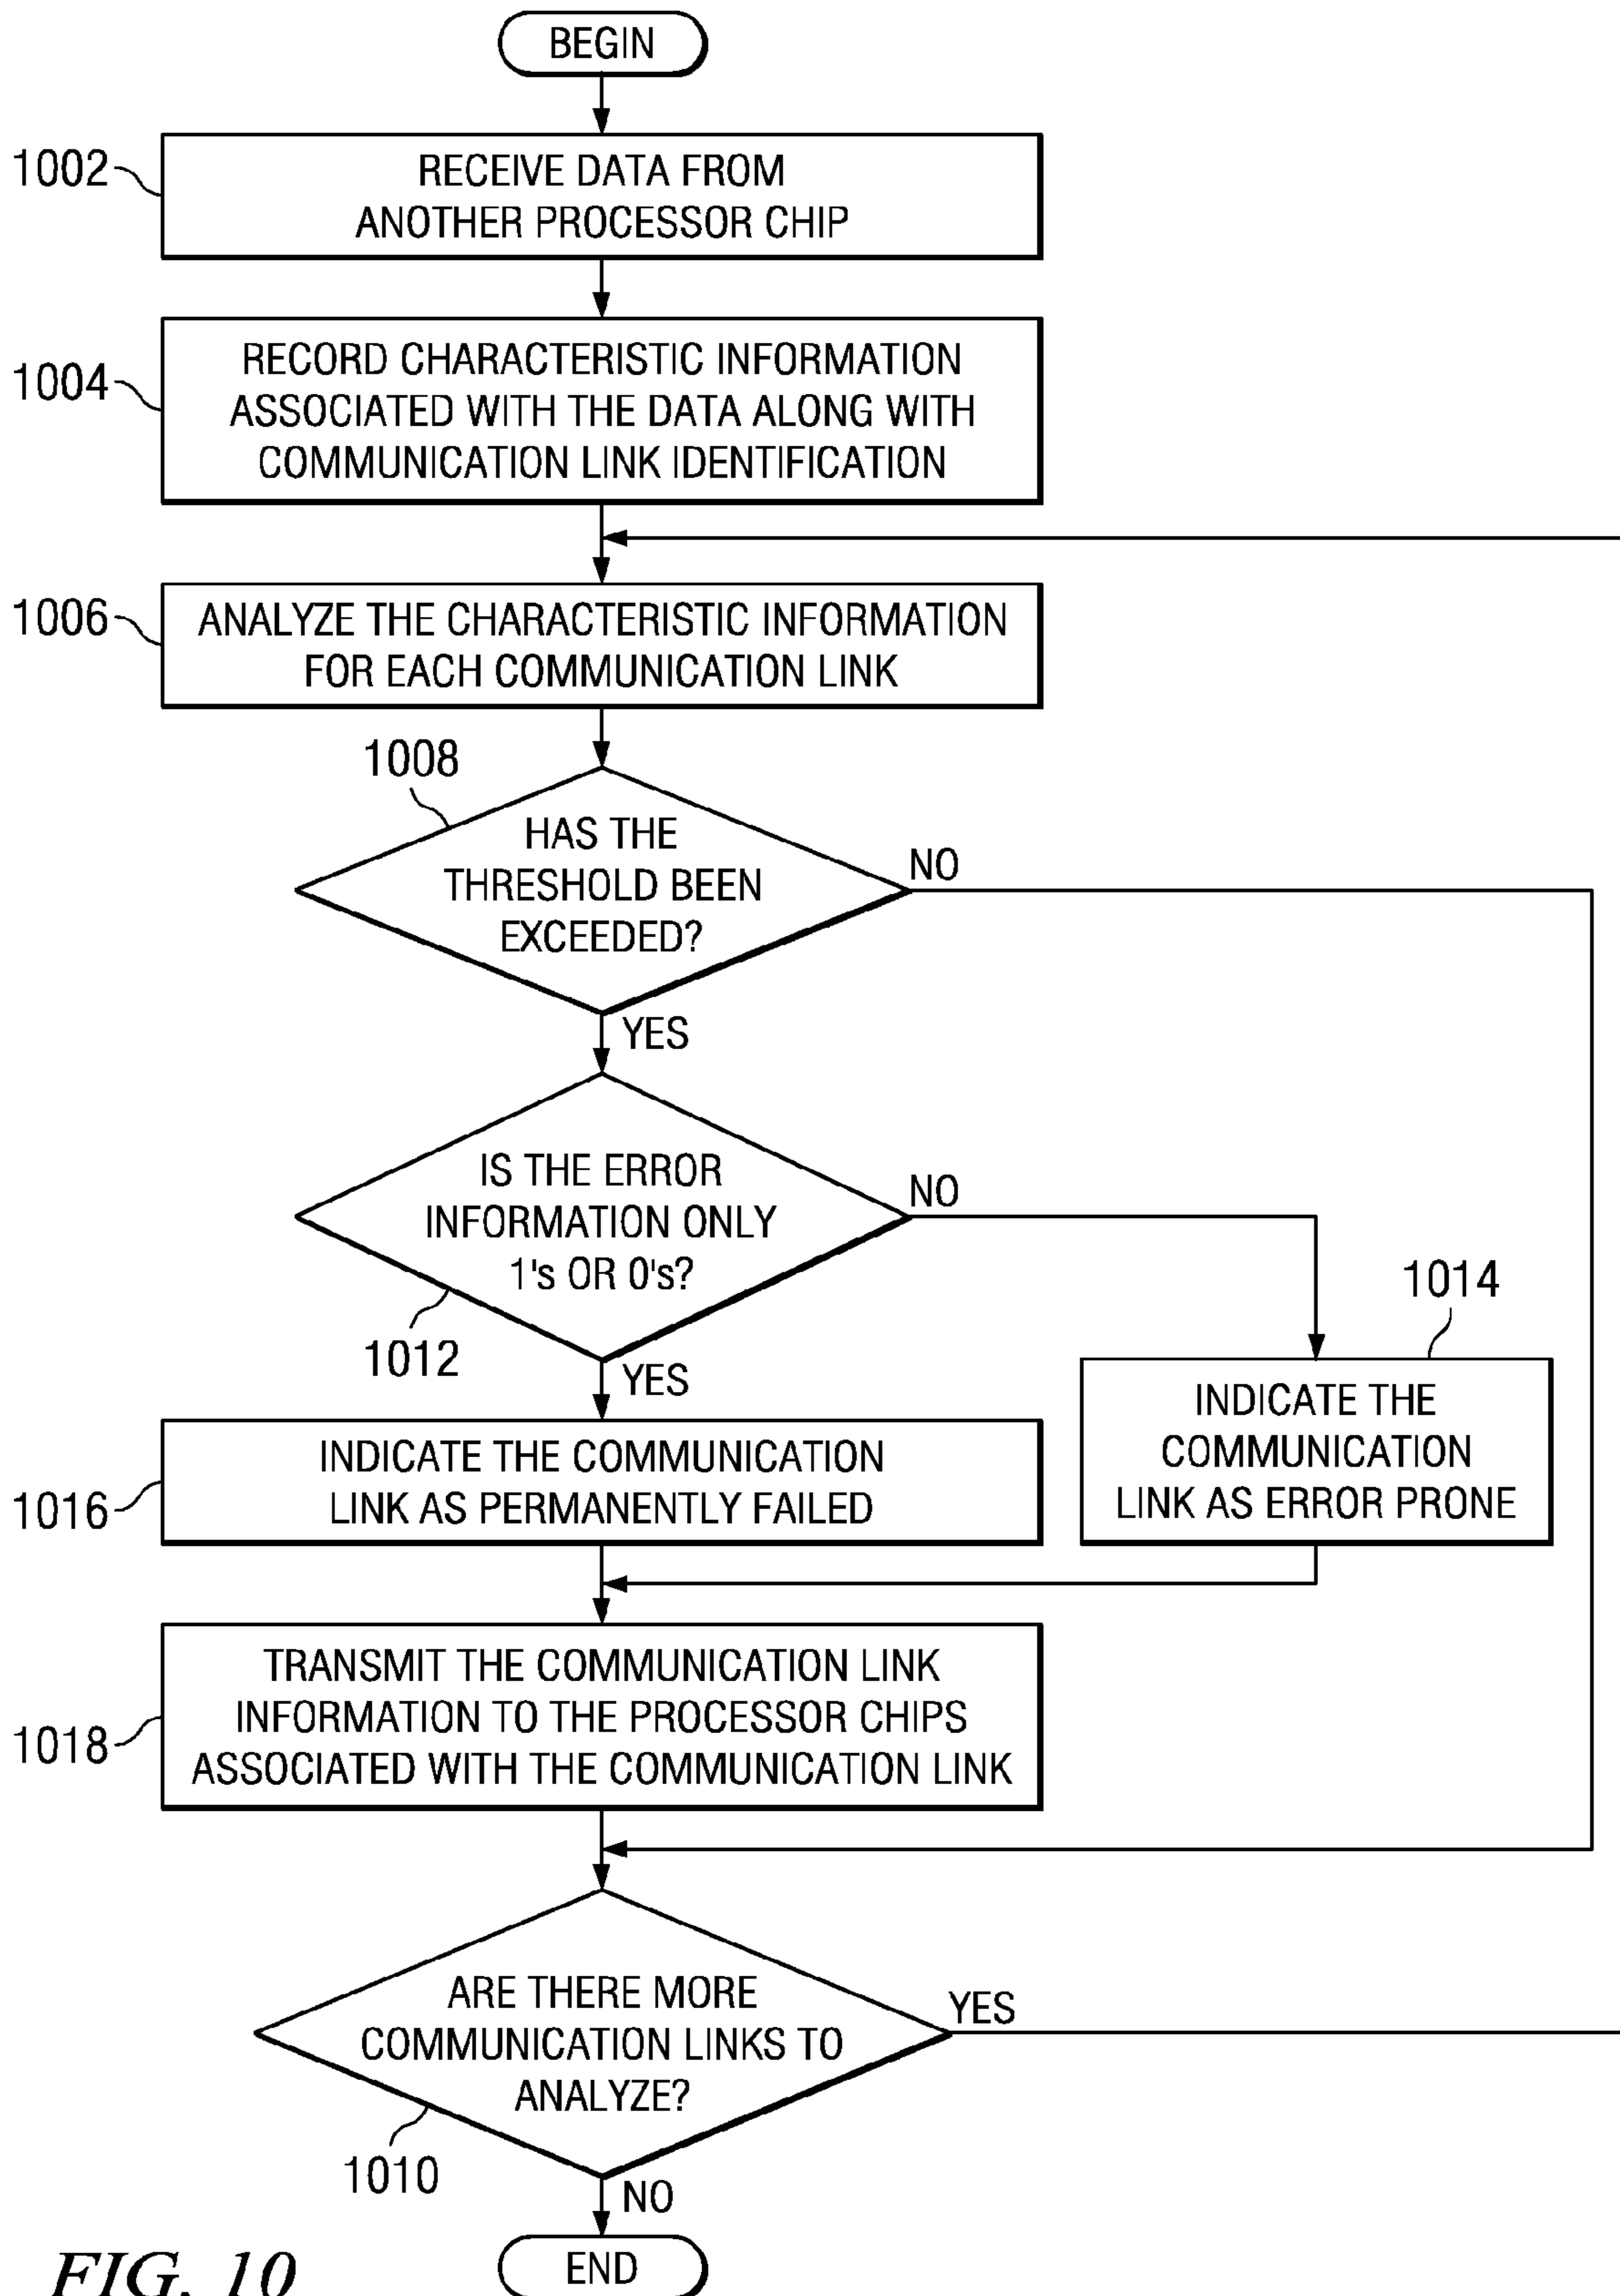 BEGIN
1002
RECEIVE DATA FROM
ANOTHER PROCESSOR CHIP
1004
RECORD CHARACTERISTIC INFORMATION
ASSOCIATED WITH THE DATA ALONG WITH
COMMUNICATION LINK IDENTIFICATION
1006
ANALYZE THE CHARACTERISTIC INFORMATION
FOR EACH COMMUNICATION LINK
1008
HAS THE
THRESHOLD BEEN
EXCEEDED?
NO
YES
IS THE ERROR
INFORMATION ONLY
1's OR 0's?
NO
1012
YES
1014
INDICATE THE
COMMUNICATION
LINK AS ERROR PRONE
1016
INDICATE THE COMMUNICATION
LINK AS PERMANENTLY FAILED
1018
TRANSMIT THE COMMUNICATION LINK
INFORMATION TO THE PROCESSOR CHIPS
ASSOCIATED WITH THE COMMUNICATION LINK
ARE THERE MORE
COMMUNICATION LINKS TO
ANALYZE?
YES
1010
NO
END
FIG. 10